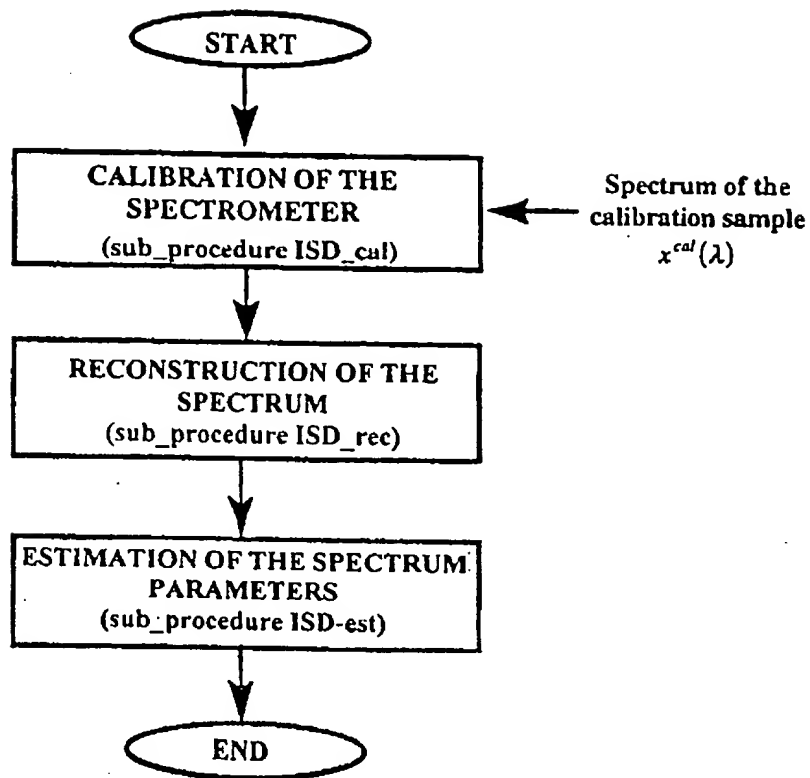 START
CALIBRATION OF THE
SPECTROMETER
(sub_procedure ISD_cal)
Spectrum of the
calibration sample
x^{cal}(λ)
RECONSTRUCTION OF THE
SPECTRUM
(sub_procedure ISD_rec)
ESTIMATION OF THE SPECTRUM
PARAMETERS
(sub_procedure ISD-est)
END